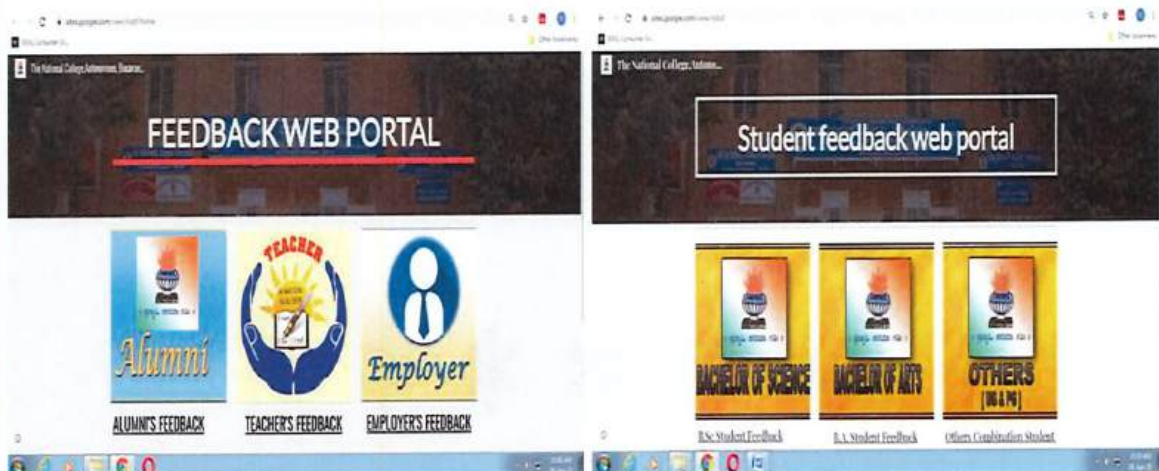 The National College, Autonomous,
FEEDBACK WEB PORTAL
Alumni
TEACHER
Employer
ALUMNI'S FEEDBACK
TEACHER'S FEEDBACK
EMPLOYER'S FEEDBACK
Other bookmarks
The National College, Autono...
Student feedback web portal
BACHELOR OF SCIENCE
BACHELOR OF ARTS
OTHERS
[UG & PG]
B.Sc Student Feedback
B.A. Student Feedback
Others Combination Student